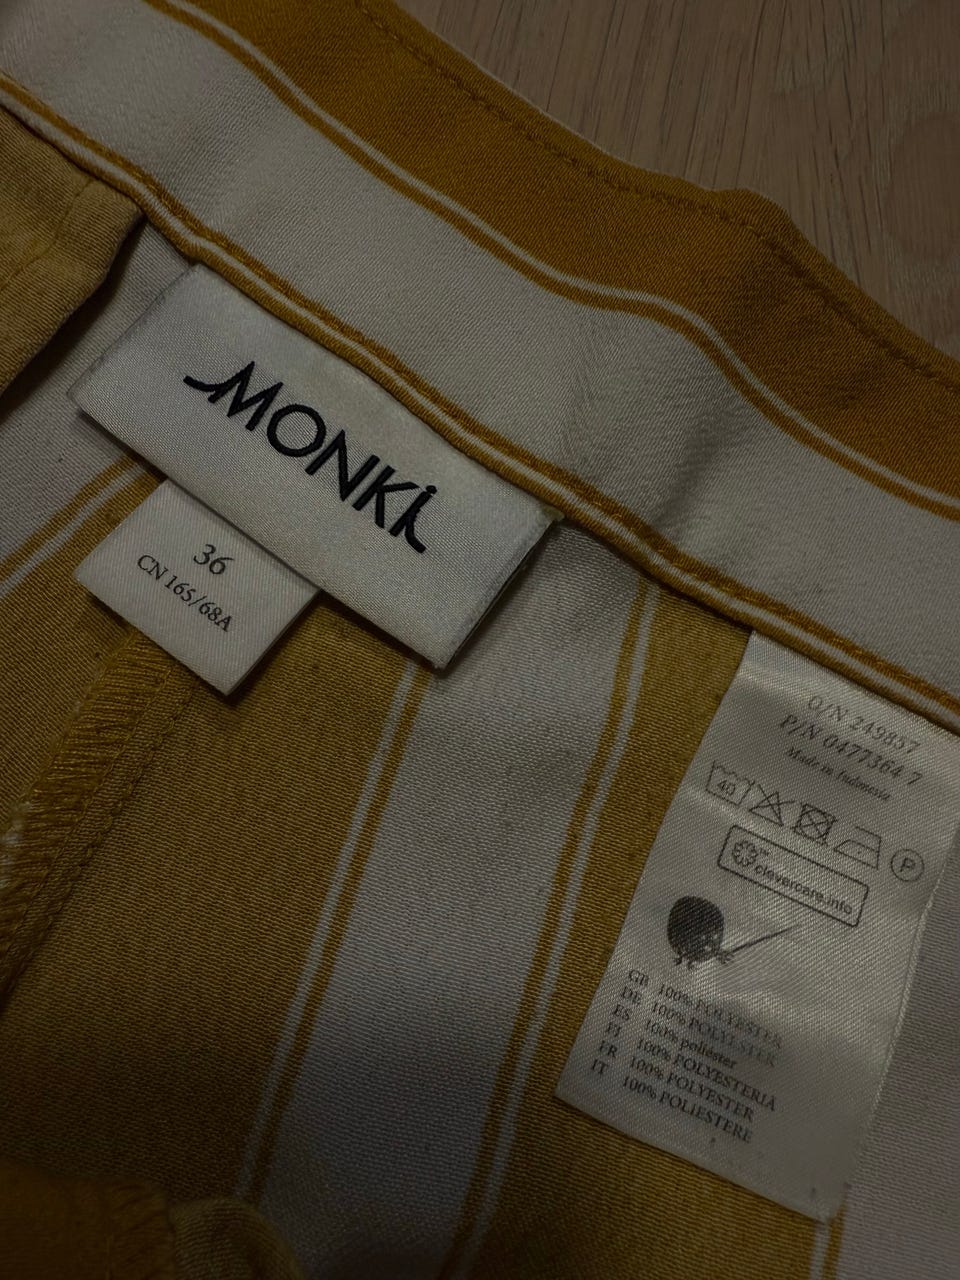 MONKi
36
CN 165/68A
O/N 249857
P/N 0477364 7
Made in Indonesia
40
P
clevercare.info
GB 100% POLYESTER
DE 100% POLYESTER
ES 100% poliéster
FI 100% POLYESTERIA
FR 100% POLYESTER
IT 100% POLIESTERE